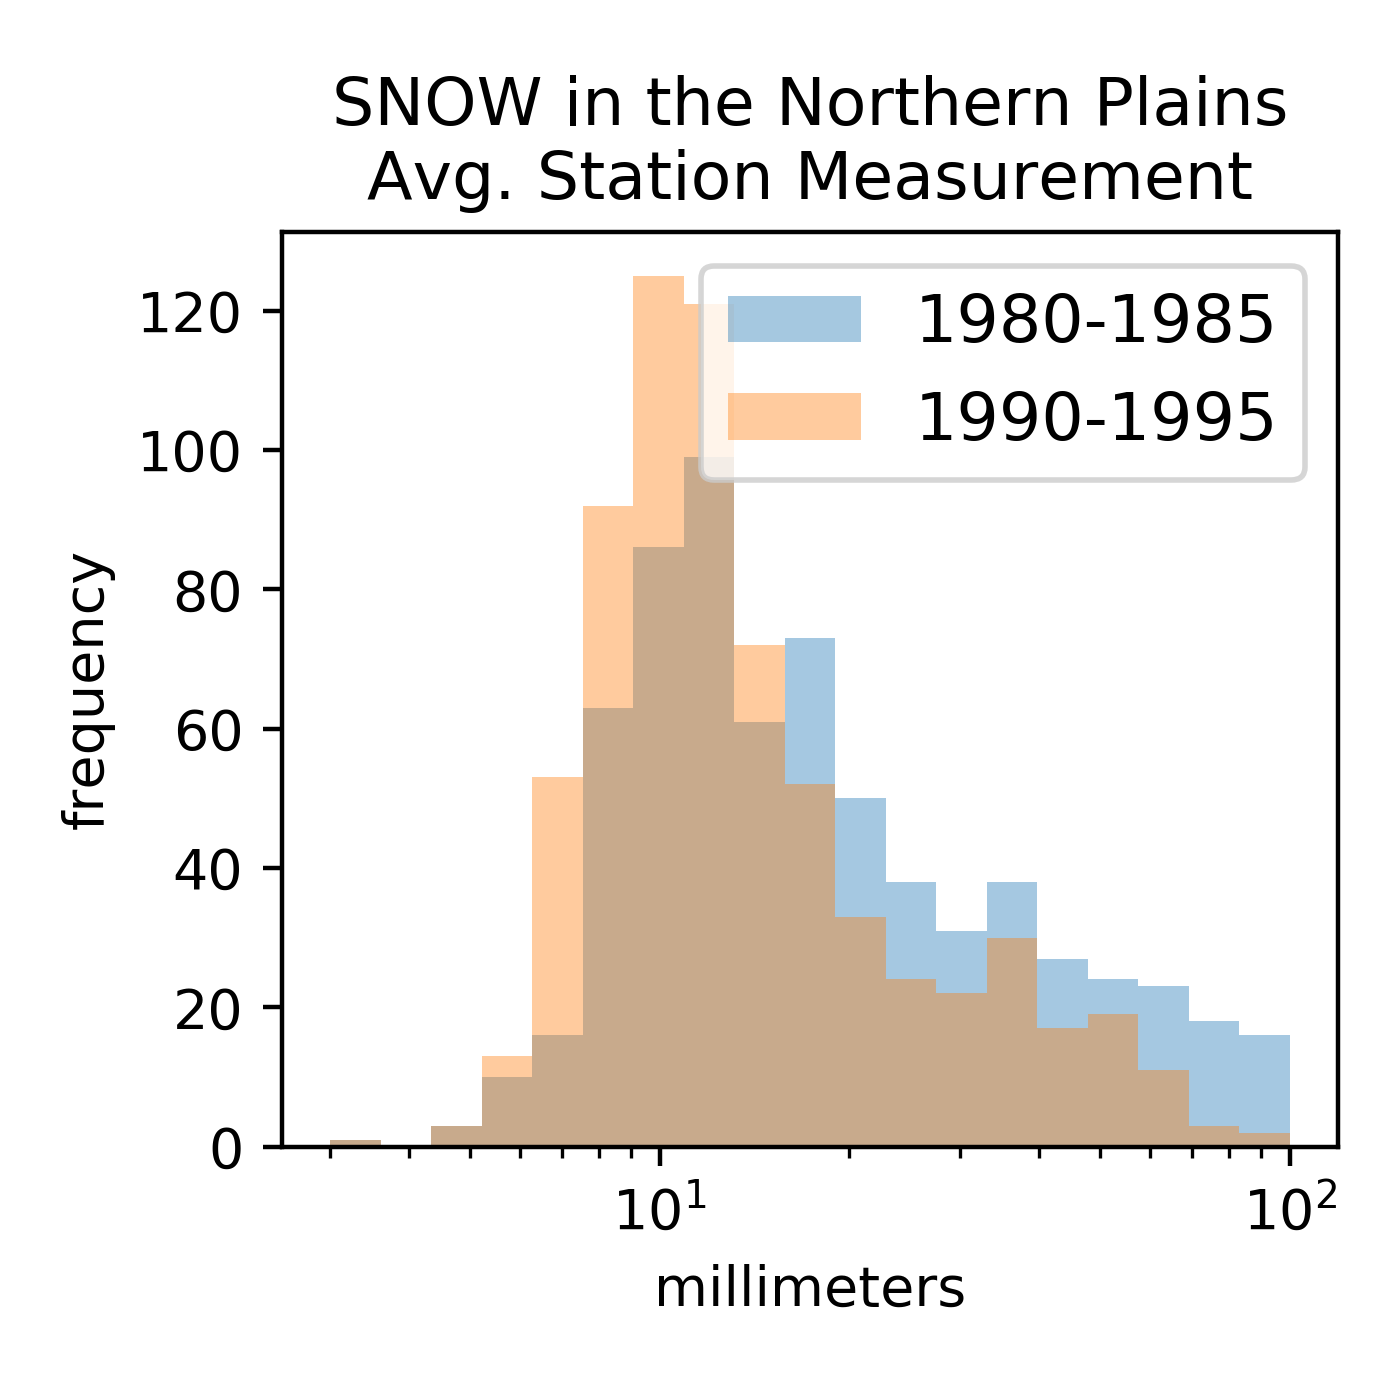 SNOW in the Northern Plains
Avg. Station Measurement
1980-1985
1990-1995
frequency
120
100
80
60
40
20
0
10¹
10²
millimeters